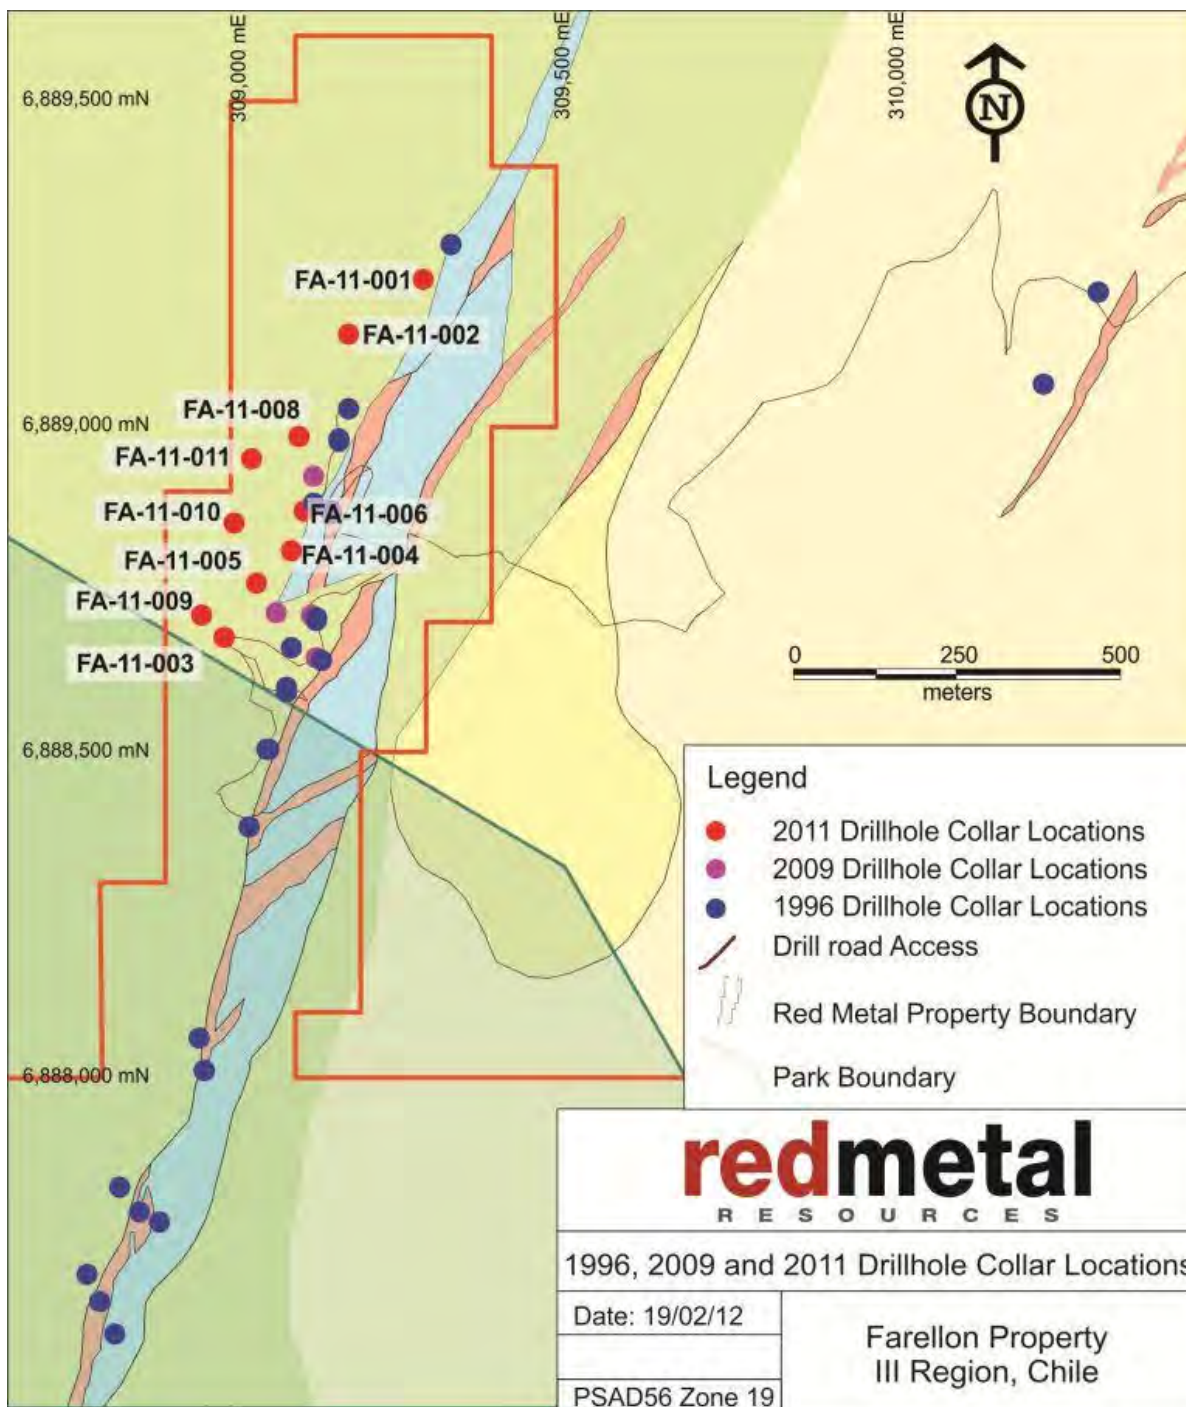 309,000 mE
309,500 mE
310,000 mE
6,889,500 mN
N
FA-11-001
FA-11-002
FA-11-008
6,889,000 mN
FA-11-011
FA-11-010
FA-11-006
FA-11-004
FA-11-005
FA-11-009
FA-11-003
0 250 500
meters
6,888,500 mN
Legend
2011 Drillhole Collar Locations
2009 Drillhole Collar Locations
1996 Drillhole Collar Locations
Drill road Access
Red Metal Property Boundary
Park Boundary
6,888,000 mN
redmetal
RESOURCES
1996, 2009 and 2011 Drillhole Collar Locations
Date: 19/02/12
Farellon Property
III Region, Chile
PSAD56 Zone 19